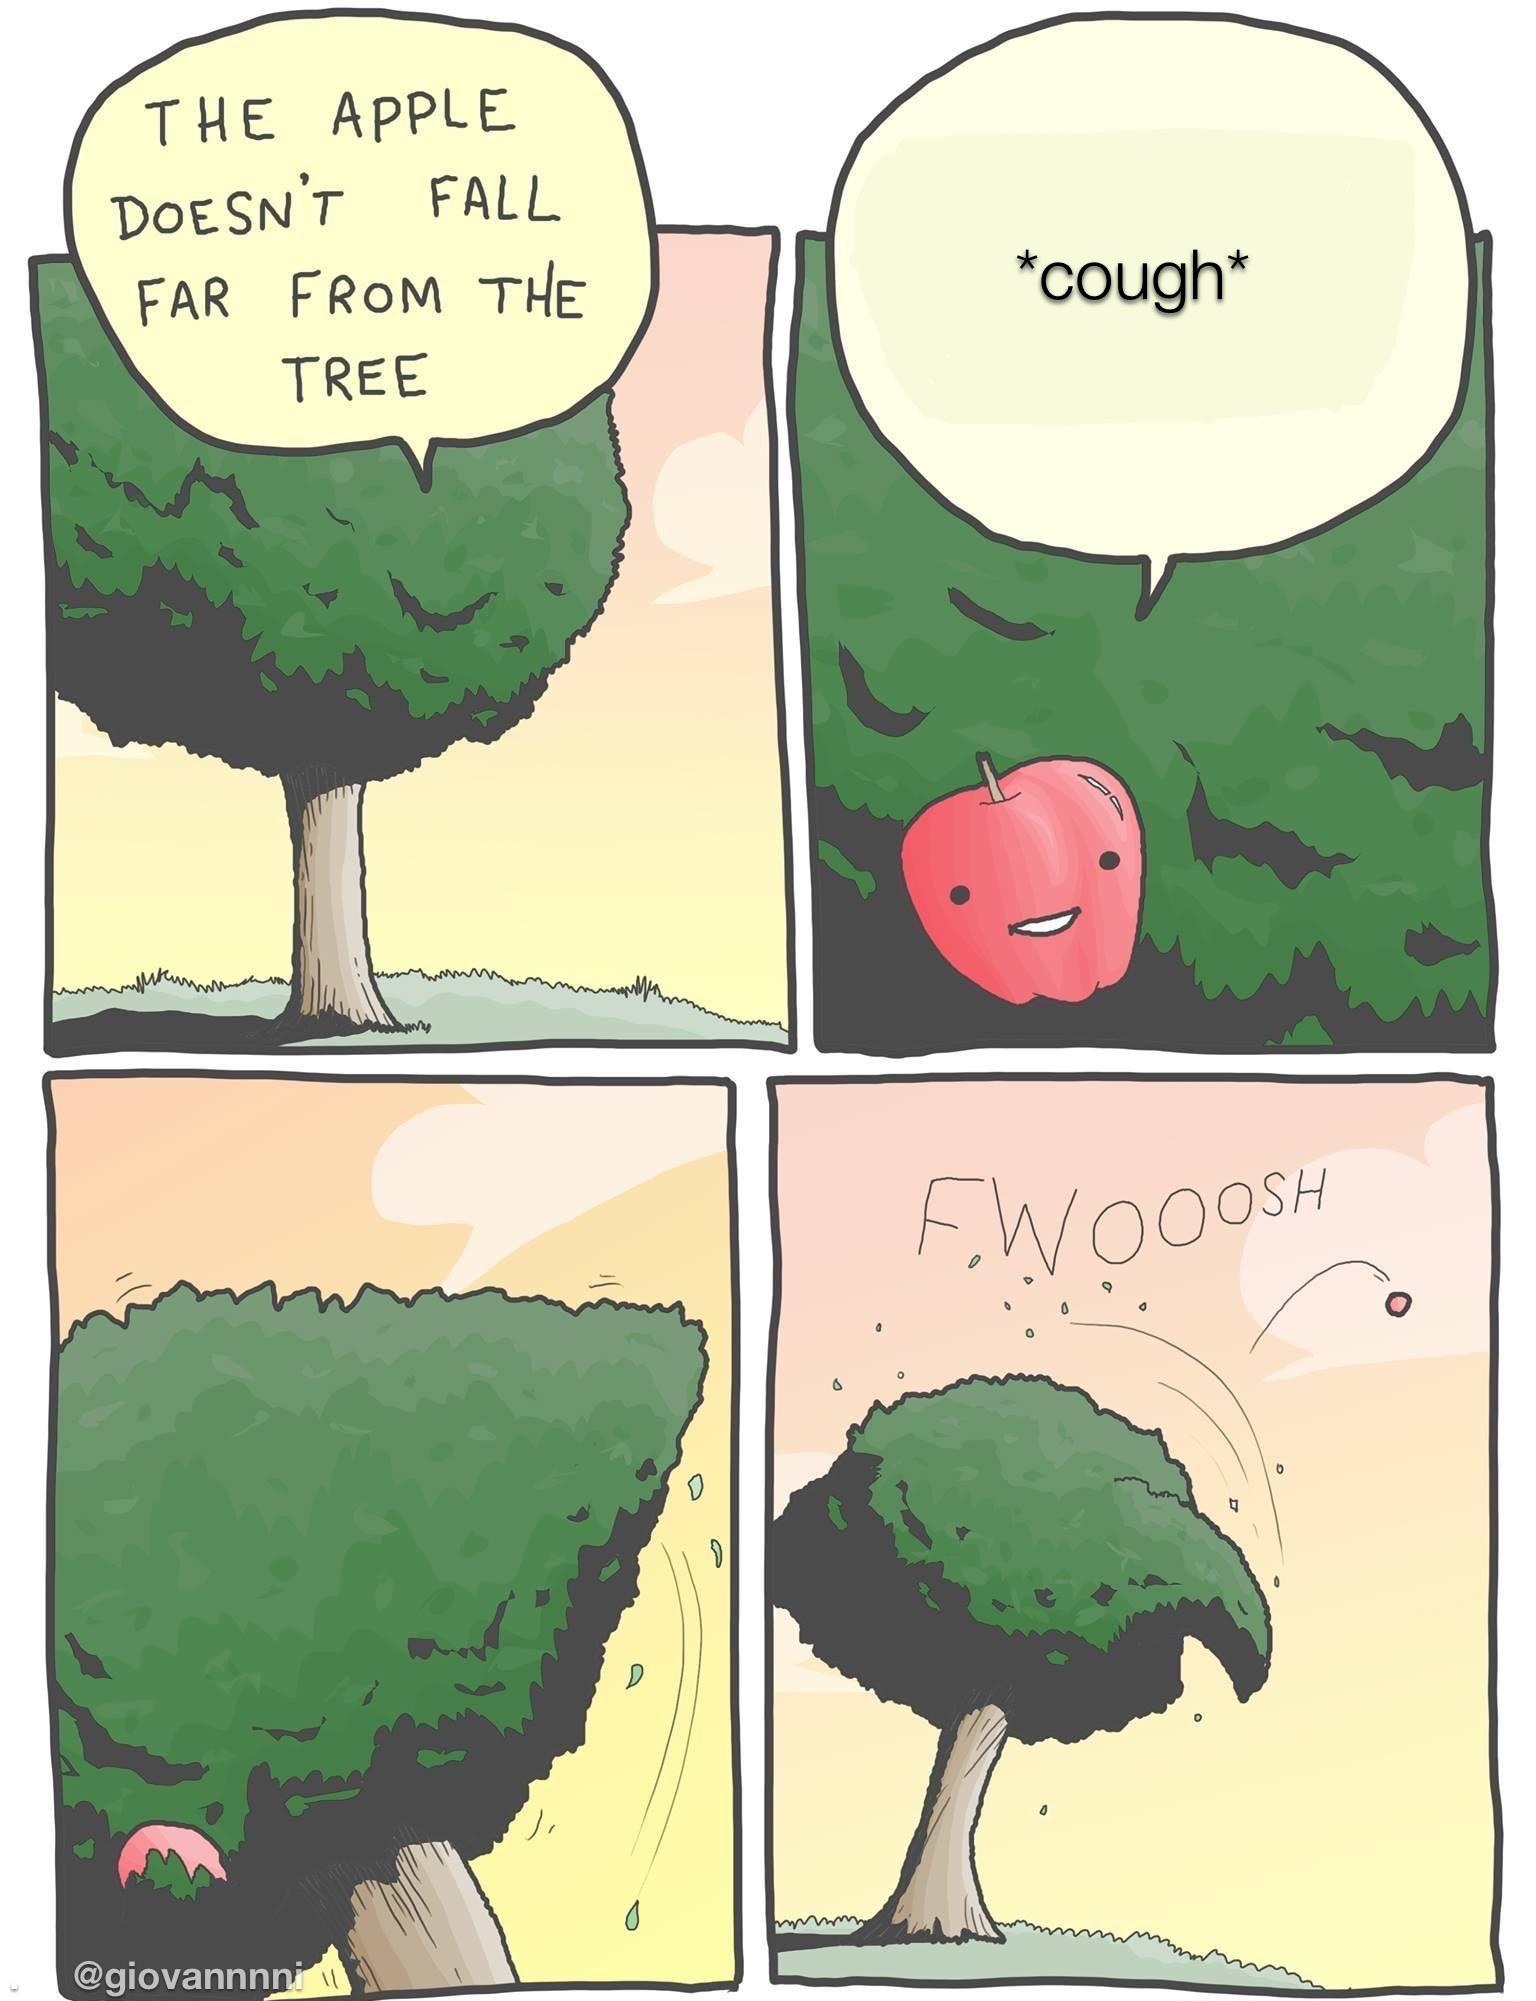 THE APPLE
DOESN'T FALL
FAR FROM THE
TREE
*cough*
FWOOOSH
@giovannnni